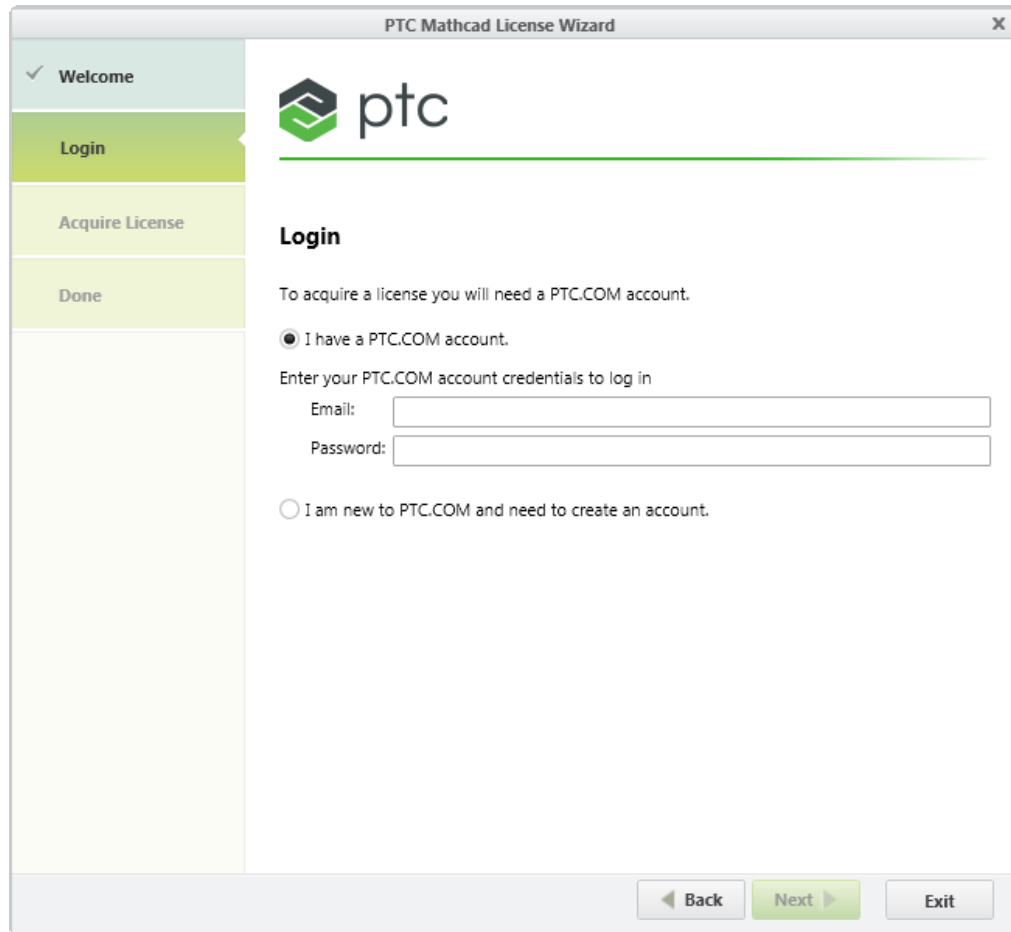 PTC Mathcad License Wizard
Welcome
Login
Acquire License
Done
ptc
Login
To acquire a license you will need a PTC.COM account.
I have a PTC.COM account.
Enter your PTC.COM account credentials to log in
Email:
Password:
I am new to PTC.COM and need to create an account.
Back Next Exit